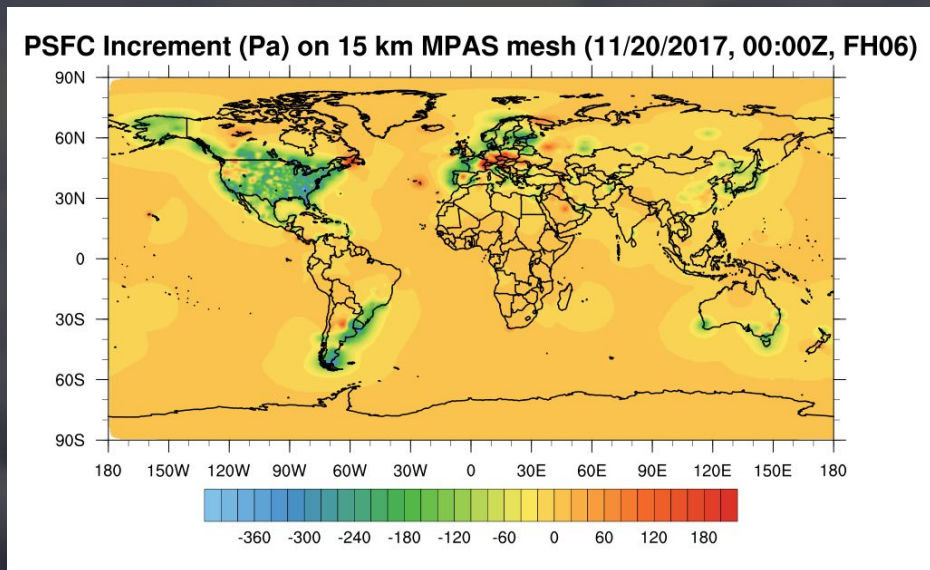 PSFC Increment (Pa) on 15 km MPAS mesh (11/20/2017, 00:00Z, FH06)
90N
60N
30N
0
30S
60S
90S
180 150W 120W 90W 60W 30W 0 30E 60E 90E 120E 150E 180
-360 -300 -240 -180 -120 -60 0 60 120 180